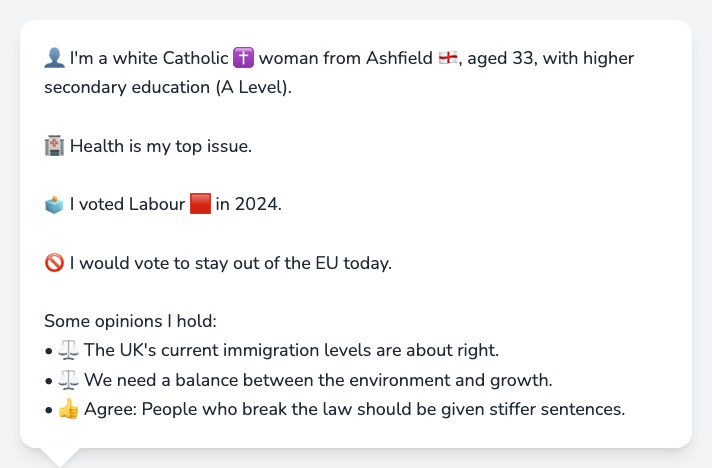 👤 I'm a white Catholic ✝️ woman from Ashfield 🏴󠁧󠁢󠁥󠁮󠁧󠁿, aged 33, with higher
secondary education (A Level).
🏥 Health is my top issue.
🗳️ I voted Labour 🟥 in 2024.
🚫 I would vote to stay out of the EU today.
Some opinions I hold:
• ⚖️ The UK's current immigration levels are about right.
• ⚖️ We need a balance between the environment and growth.
• 👍 Agree: People who break the law should be given stiffer sentences.